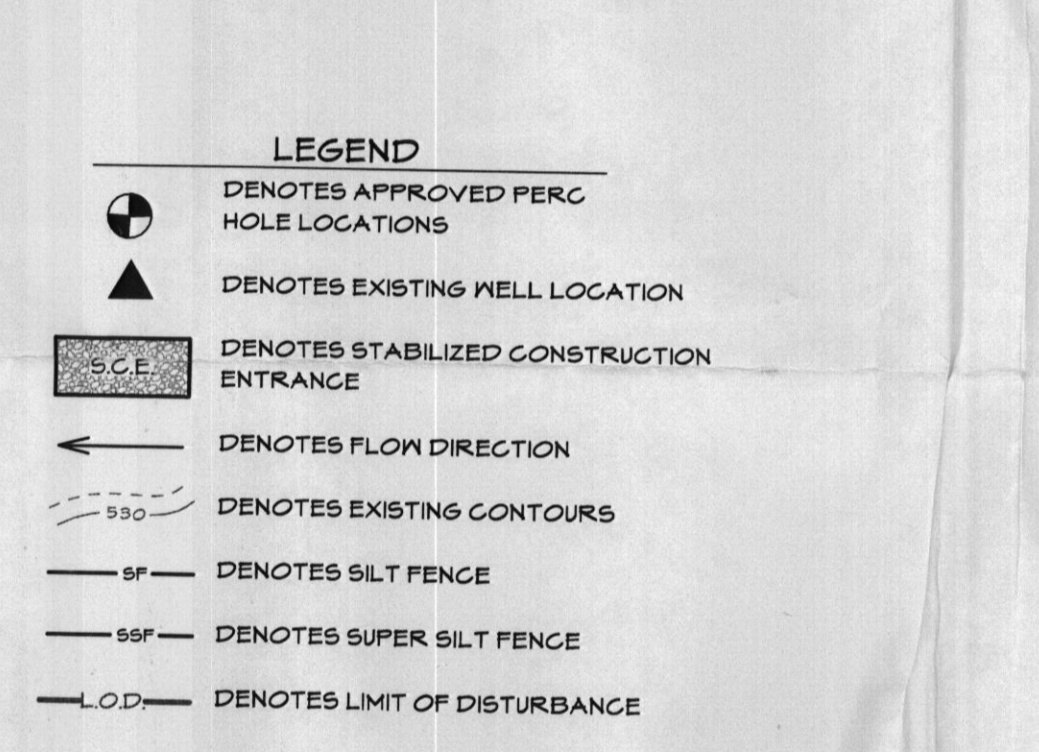 LEGEND
DENOTES APPROVED PERC
HOLE LOCATIONS
DENOTES EXISTING WELL LOCATION
S.C.E.
DENOTES STABILIZED CONSTRUCTION
ENTRANCE
DENOTES FLOW DIRECTION
530
DENOTES EXISTING CONTOURS
SF
DENOTES SILT FENCE
SSF
DENOTES SUPER SILT FENCE
L.O.D.
DENOTES LIMIT OF DISTURBANCE